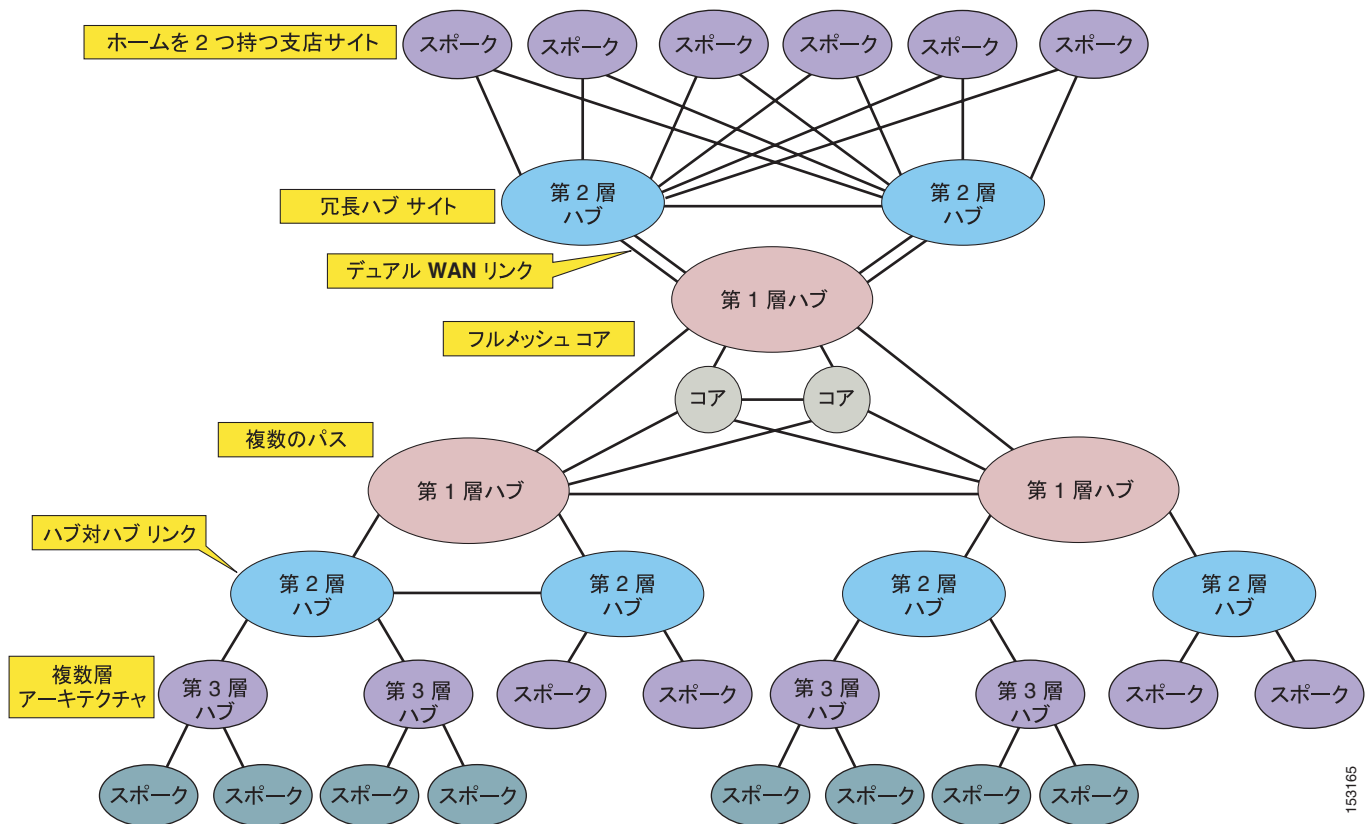 ホームを 2 つ持つ支店サイト
スポーク
スポーク
スポーク
スポーク
スポーク
スポーク
冗長ハブ サイト
第 2 層
ハブ
第 2 層
ハブ
デュアル WAN リンク
第 1 層ハブ
フルメッシュ コア
コア
コア
複数のパス
第 1 層ハブ
第 1 層ハブ
ハブ対ハブ リンク
第 2 層
ハブ
第 2 層
ハブ
第 2 層
ハブ
第 2 層
ハブ
複数層
アーキテクチャ
第 3 層
ハブ
第 3 層
ハブ
スポーク
スポーク
第 3 層
ハブ
第 3 層
ハブ
スポーク
スポーク
スポーク
スポーク
スポーク
スポーク
スポーク
スポーク
スポーク
スポーク
153165